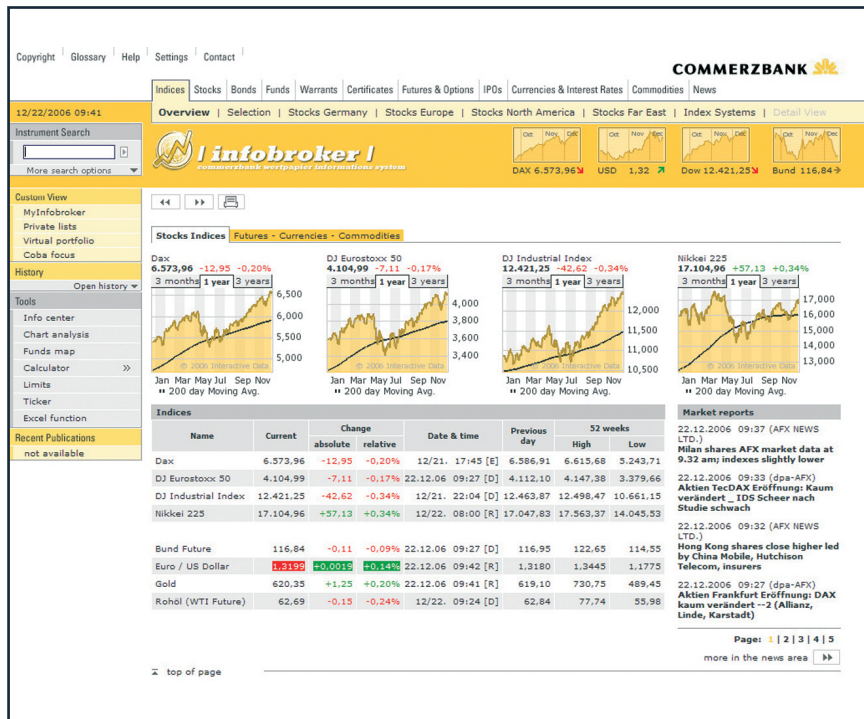 Copyright Glossary Help Settings Contact
COMMERZBANK
Indices Stocks Bonds Funds Warrants Certificates Futures & Options IPOs Currencies & Interest Rates Commodities News
12/22/2006 09:41
Overview | Selection | Stocks Germany | Stocks Europe | Stocks North America | Stocks Far East | Index Systems | Detail View
Instrument Search
More search options
| infobroker |
commerzbank wertpapier informations system
Oct Nov Dec Oct Nov Dec Oct Nov Dec Oct Nov Dec
DAX 6.573,96 USD 1,32 Dow 12.421,25 Bund 116,84
Custom View
MyInfobroker
Private lists
Virtual portfolio
Coba focus
History
Open history
Tools
Info center
Chart analysis
Funds map
Calculator »
Limits
Ticker
Excel function
Recent Publications
not available
Stocks Indices Futures - Currencies - Commodities
Dax
6.573,96 -12,95 -0,20%
3 months 1 year 3 years
6,500
6,000
5,000
© 2006 Interactive Data
Jan Mar May Jul Sep Nov
200 day Moving Avg.
DJ Eurostoxx 50
4.104,99 -7,11 -0,17%
3 months 1 year 3 years
4,000
3,800
3,600
3,400
© 2006 Interactive Data
Jan Mar May Jul Sep Nov
200 day Moving Avg.
DJ Industrial Index
12.421,25 -42,62 -0,34%
3 months 1 year 3 years
12,000
11,500
11,000
10,500
© 2006 Interactive Data
Jan Mar May Jul Sep Nov
200 day Moving Avg.
Nikkei 225
17.104,96 +57,13 +0,34%
3 months 1 year 3 years
17,000
16,000
15,000
14,000
13,000
© 2006 Interactive Data
Jan Mar May Jul Sep Nov
200 day Moving Avg.
Indices
Name Current Change absolute relative Date & time Previous day 52 weeks High Low
Dax 6.573,96 -12,95 -0,20% 12/21. 17:45 [E] 6.586,91 6.615,68 5.243,71
DJ Eurostoxx 50 4.104,99 -7,11 -0,17% 22.12.06 09:27 [D] 4.112,10 4.147,38 3.379,66
DJ Industrial Index 12.421,25 -42,62 -0,34% 12/21. 22:04 [D] 12.463,87 12.498,47 10.661,15
Nikkei 225 17.104,96 +57,13 +0,34% 12/22. 08:00 [R] 17.047,83 17.563,37 14.045,53
Bund Future 116,84 -0,11 -0,09% 22.12.06 09:27 [D] 116,95 122,65 114,55
Euro / US Dollar 1,3199 +0,0019 +0,14% 22.12.06 09:42 [R] 1,3180 1,3445 1,1775
Gold 620,35 +1,25 +0,20% 22.12.06 09:41 [R] 619,10 730,75 489,45
Rohöl (WTI Future) 62,69 -0,15 -0,24% 12/22. 09:24 [D] 62,84 77,74 55,98
Market reports
22.12.2006 09:37 (AFX NEWS
LTD.)
Milan shares AFX market data at
9.32 am; indexes slightly lower
22.12.2006 09:33 (dpa-AFX)
Aktien TecDAX Eröffnung: Kaum
verändert _ IDS Scheer nach
Studie schwach
22.12.2006 09:32 (AFX NEWS
LTD.)
Hong Kong shares close higher led
by China Mobile, Hutchison
Telecom, insurers
22.12.2006 09:27 (dpa-AFX)
Aktien Frankfurt Eröffnung: DAX
kaum verändert --2 (Allianz,
Linde, Karstadt)
Page: 1 | 2 | 3 | 4 | 5
more in the news area
top of page